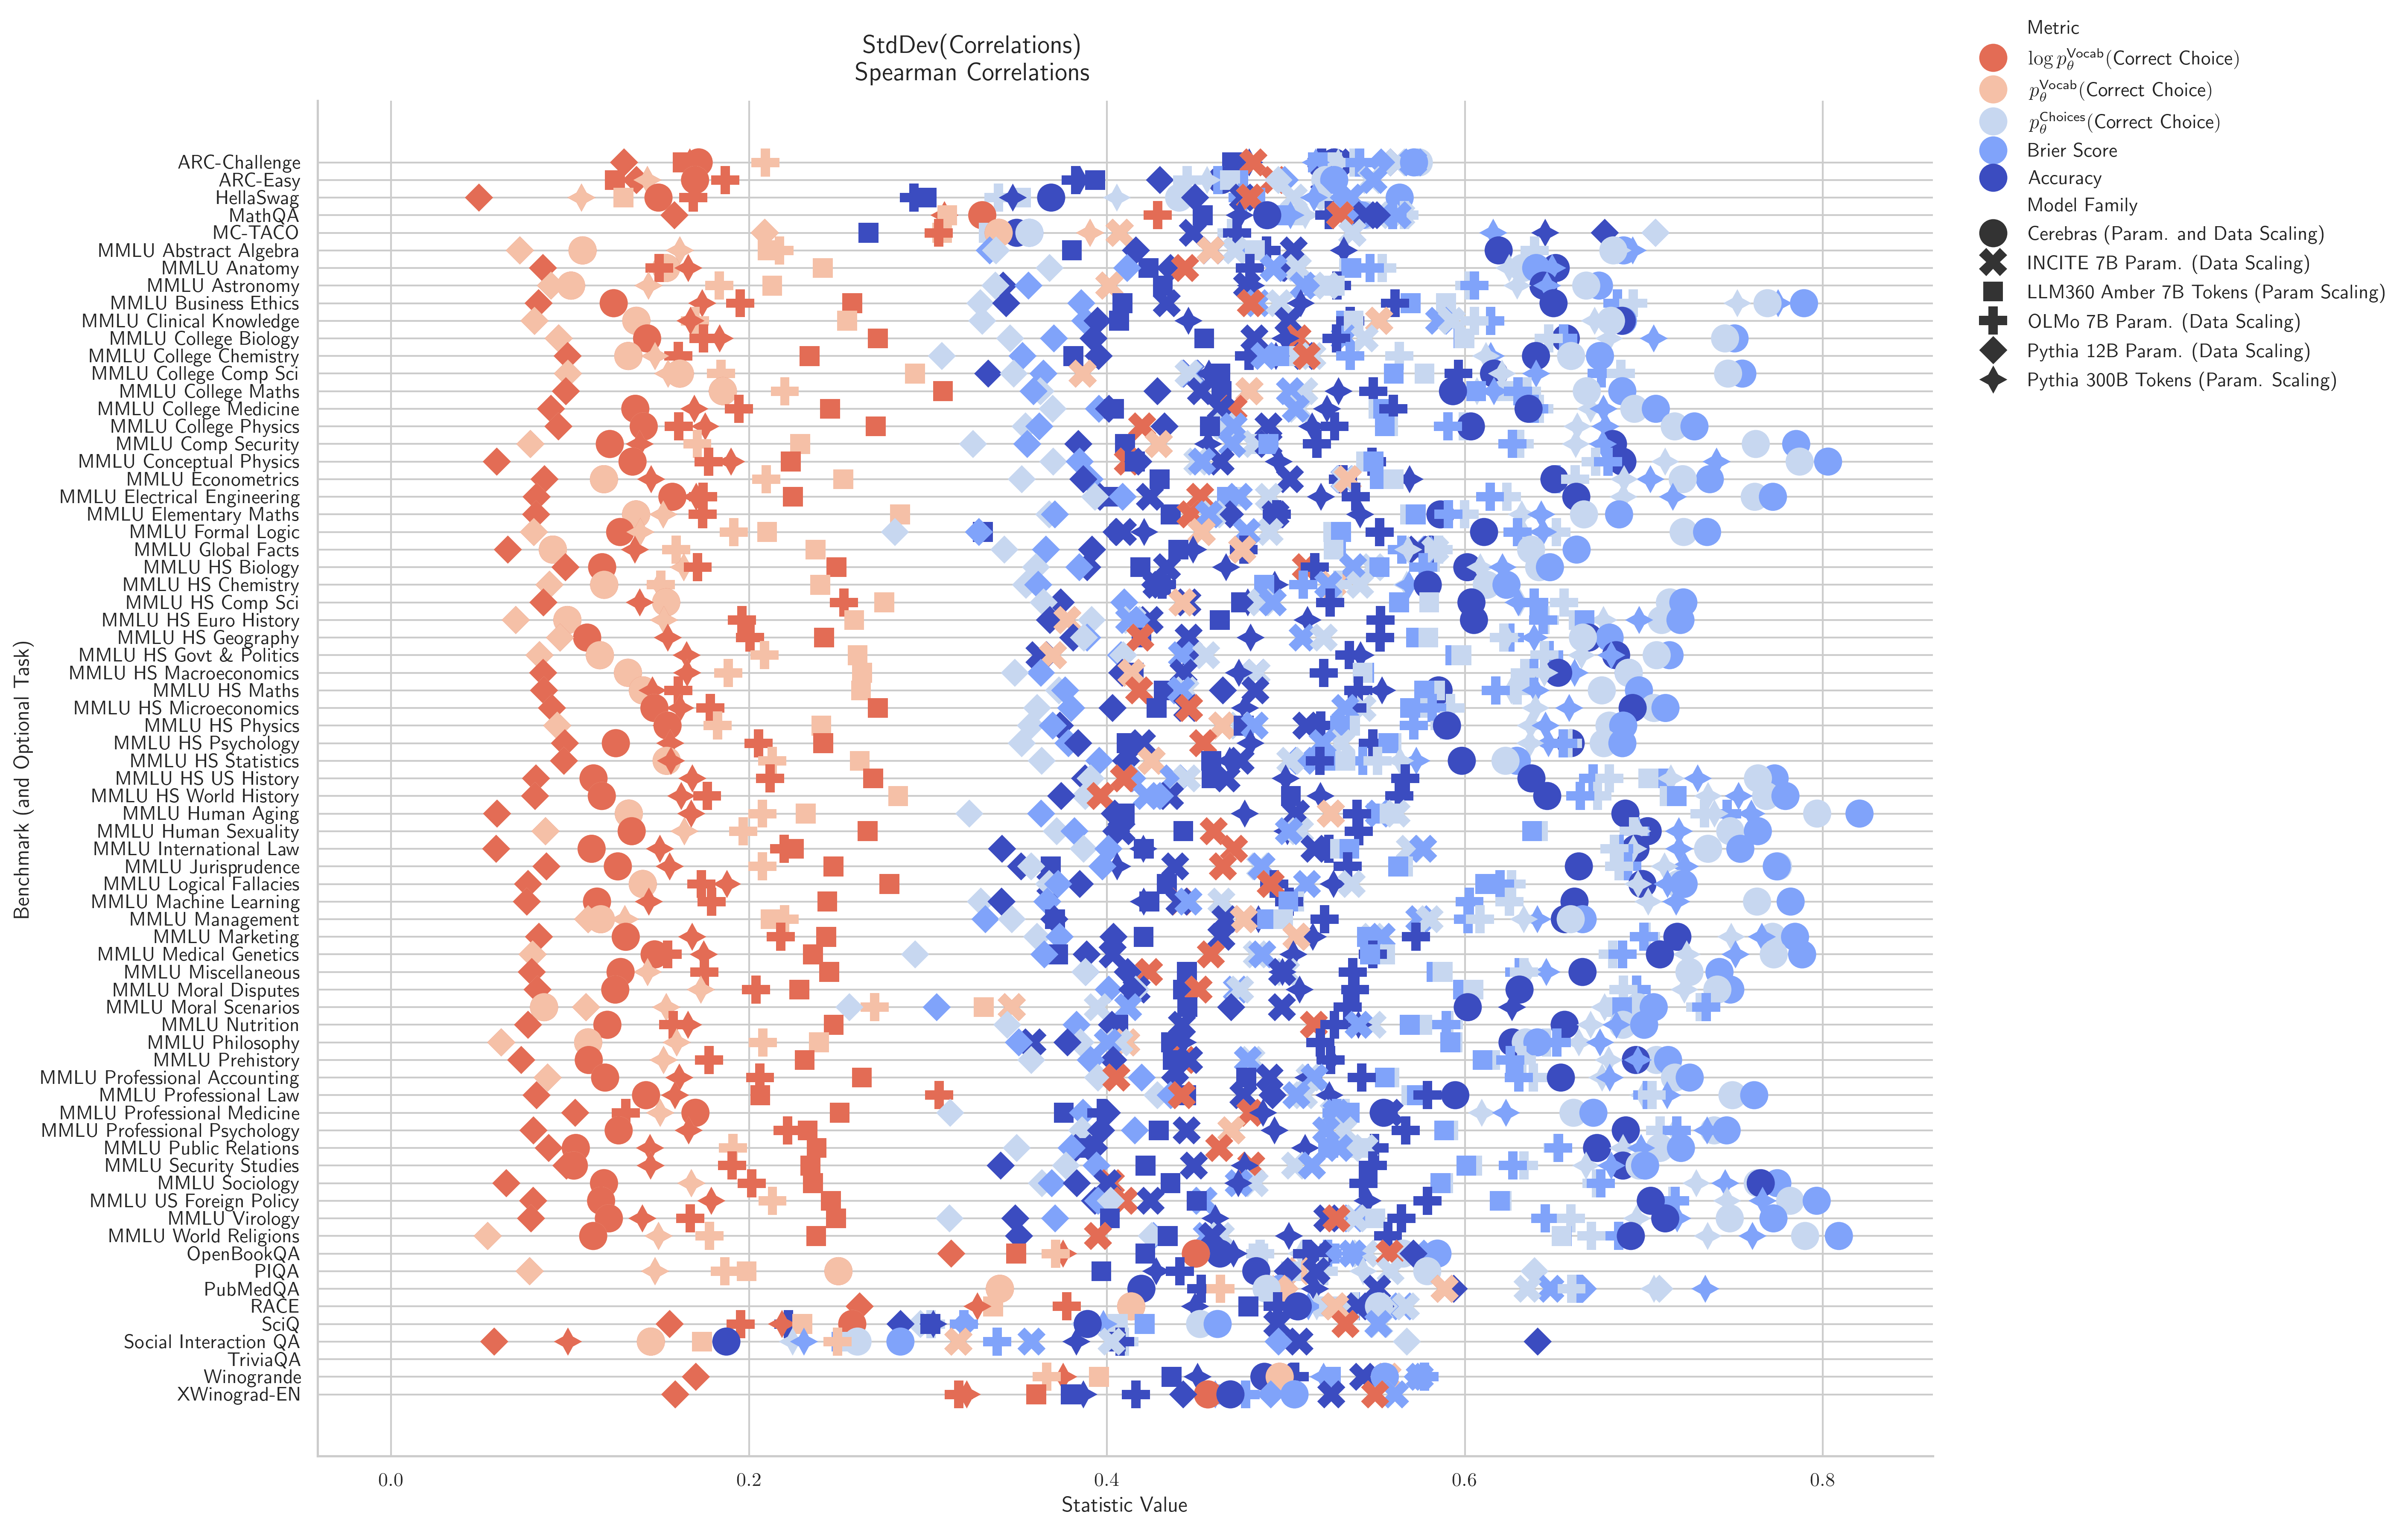 StdDev(Correlations)
Spearman Correlations
Metric
log p_θ^Vocab(Correct Choice)
p_θ^Vocab(Correct Choice)
p_θ^Choices(Correct Choice)
Brier Score
Accuracy
Model Family
Cerebras (Param. and Data Scaling)
INCITE 7B Param. (Data Scaling)
LLM360 Amber 7B Tokens (Param Scaling)
OLMo 7B Param. (Data Scaling)
Pythia 12B Param. (Data Scaling)
Pythia 300B Tokens (Param. Scaling)
Benchmark (and Optional Task)
ARC-Challenge
ARC-Easy
HellaSwag
MathQA
MC-TACO
MMLU Abstract Algebra
MMLU Anatomy
MMLU Astronomy
MMLU Business Ethics
MMLU Clinical Knowledge
MMLU College Biology
MMLU College Chemistry
MMLU College Comp Sci
MMLU College Maths
MMLU College Medicine
MMLU College Physics
MMLU Comp Security
MMLU Conceptual Physics
MMLU Econometrics
MMLU Electrical Engineering
MMLU Elementary Maths
MMLU Formal Logic
MMLU Global Facts
MMLU HS Biology
MMLU HS Chemistry
MMLU HS Comp Sci
MMLU HS Euro History
MMLU HS Geography
MMLU HS Govt & Politics
MMLU HS Macroeconomics
MMLU HS Maths
MMLU HS Microeconomics
MMLU HS Physics
MMLU HS Psychology
MMLU HS Statistics
MMLU HS US History
MMLU HS World History
MMLU Human Aging
MMLU Human Sexuality
MMLU International Law
MMLU Jurisprudence
MMLU Logical Fallacies
MMLU Machine Learning
MMLU Management
MMLU Marketing
MMLU Medical Genetics
MMLU Miscellaneous
MMLU Moral Disputes
MMLU Moral Scenarios
MMLU Nutrition
MMLU Philosophy
MMLU Prehistory
MMLU Professional Accounting
MMLU Professional Law
MMLU Professional Medicine
MMLU Professional Psychology
MMLU Public Relations
MMLU Security Studies
MMLU Sociology
MMLU US Foreign Policy
MMLU Virology
MMLU World Religions
OpenBookQA
PIQA
PubMedQA
RACE
SciQ
Social Interaction QA
TriviaQA
Winogrande
XWinograd-EN
0.0 0.2 0.4 0.6 0.8
Statistic Value